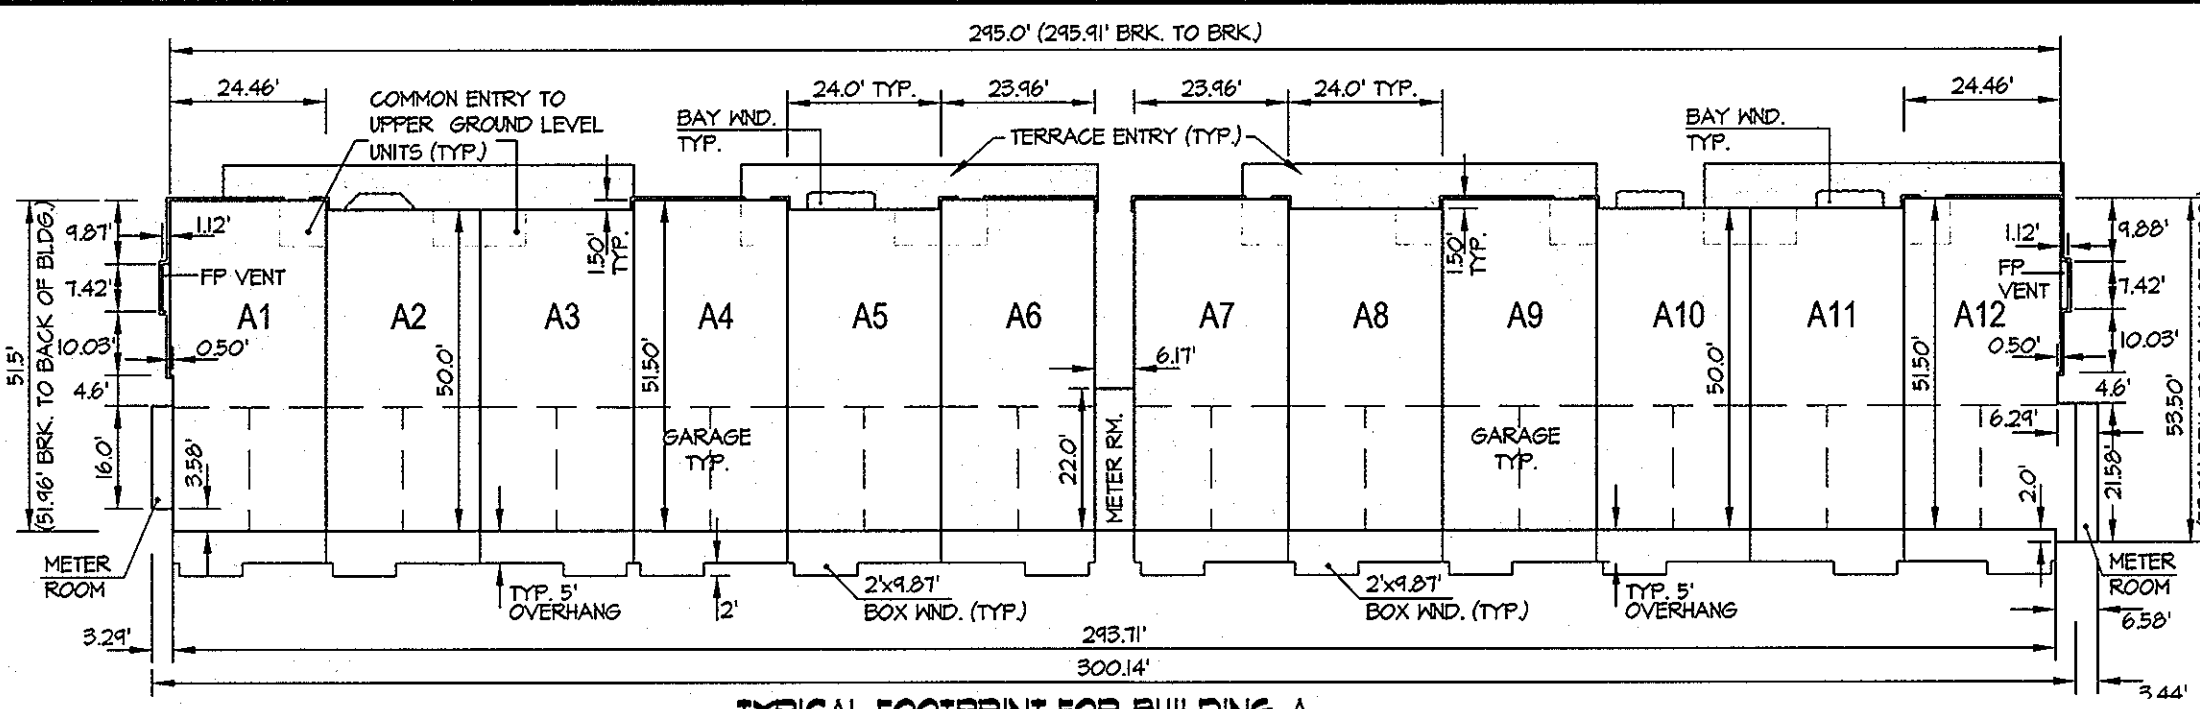 295.0' (295.91' BRK. TO BRK.)
24.46'
24.0' TYP.
23.96'
23.96'
24.0' TYP.
24.46'
COMMON ENTRY TO
UPPER GROUND LEVEL
UNITS (TYP.)
BAY WND.
TYP.
TERRACE ENTRY (TYP.)
BAY WND.
TYP.
51.5'
(51.96' BRK. TO BACK OF BLDG.)
9.87'
1.12'
7.42'
FP VENT
10.03'
0.50'
4.6'
16.0'
3.58'
1.50'
TYP.
1.50'
TYP.
1.12'
9.88'
FP
VENT
7.42'
0.50'
10.03'
4.6'
6.29'
53.50'
21.58'
2.0'
A1
A2
A3
A4
A5
A6
A7
A8
A9
A10
A11
A12
50.0'
51.50'
6.17'
50.0'
51.50'
GARAGE
TYP.
22.0'
METER RM.
GARAGE
TYP.
METER
ROOM
TYP. 5'
OVERHANG
2'
2'x9.87'
BOX WND. (TYP.)
2'x9.87'
BOX WND. (TYP.)
TYP. 5'
OVERHANG
METER
ROOM
6.58'
3.29'
293.71'
300.14'
3.44'
TYPICAL FOOTPRINT FOR BUILDING A